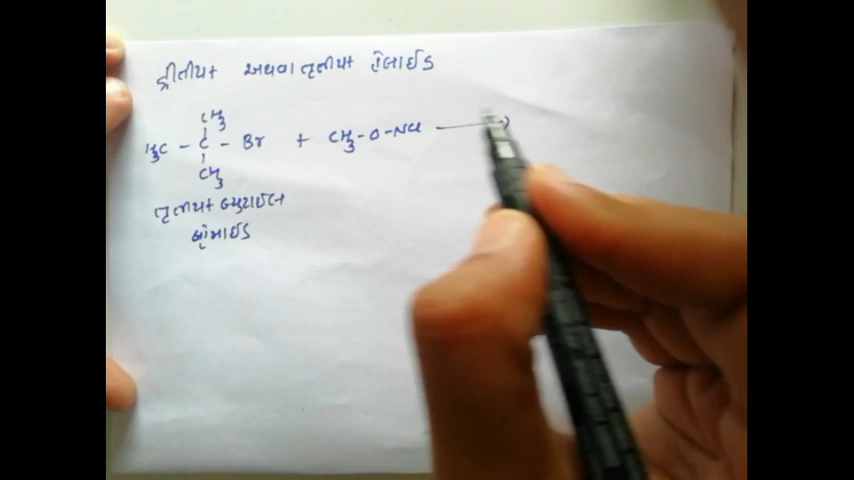 દ્વીતીયક અથવા તૃતીયક હેલાઈડ
CH3
H3C - C - Br + CH3 - O - Na
CH3
તૃતીયક બ્યુટાઈલ
બ્રોમાઈડ